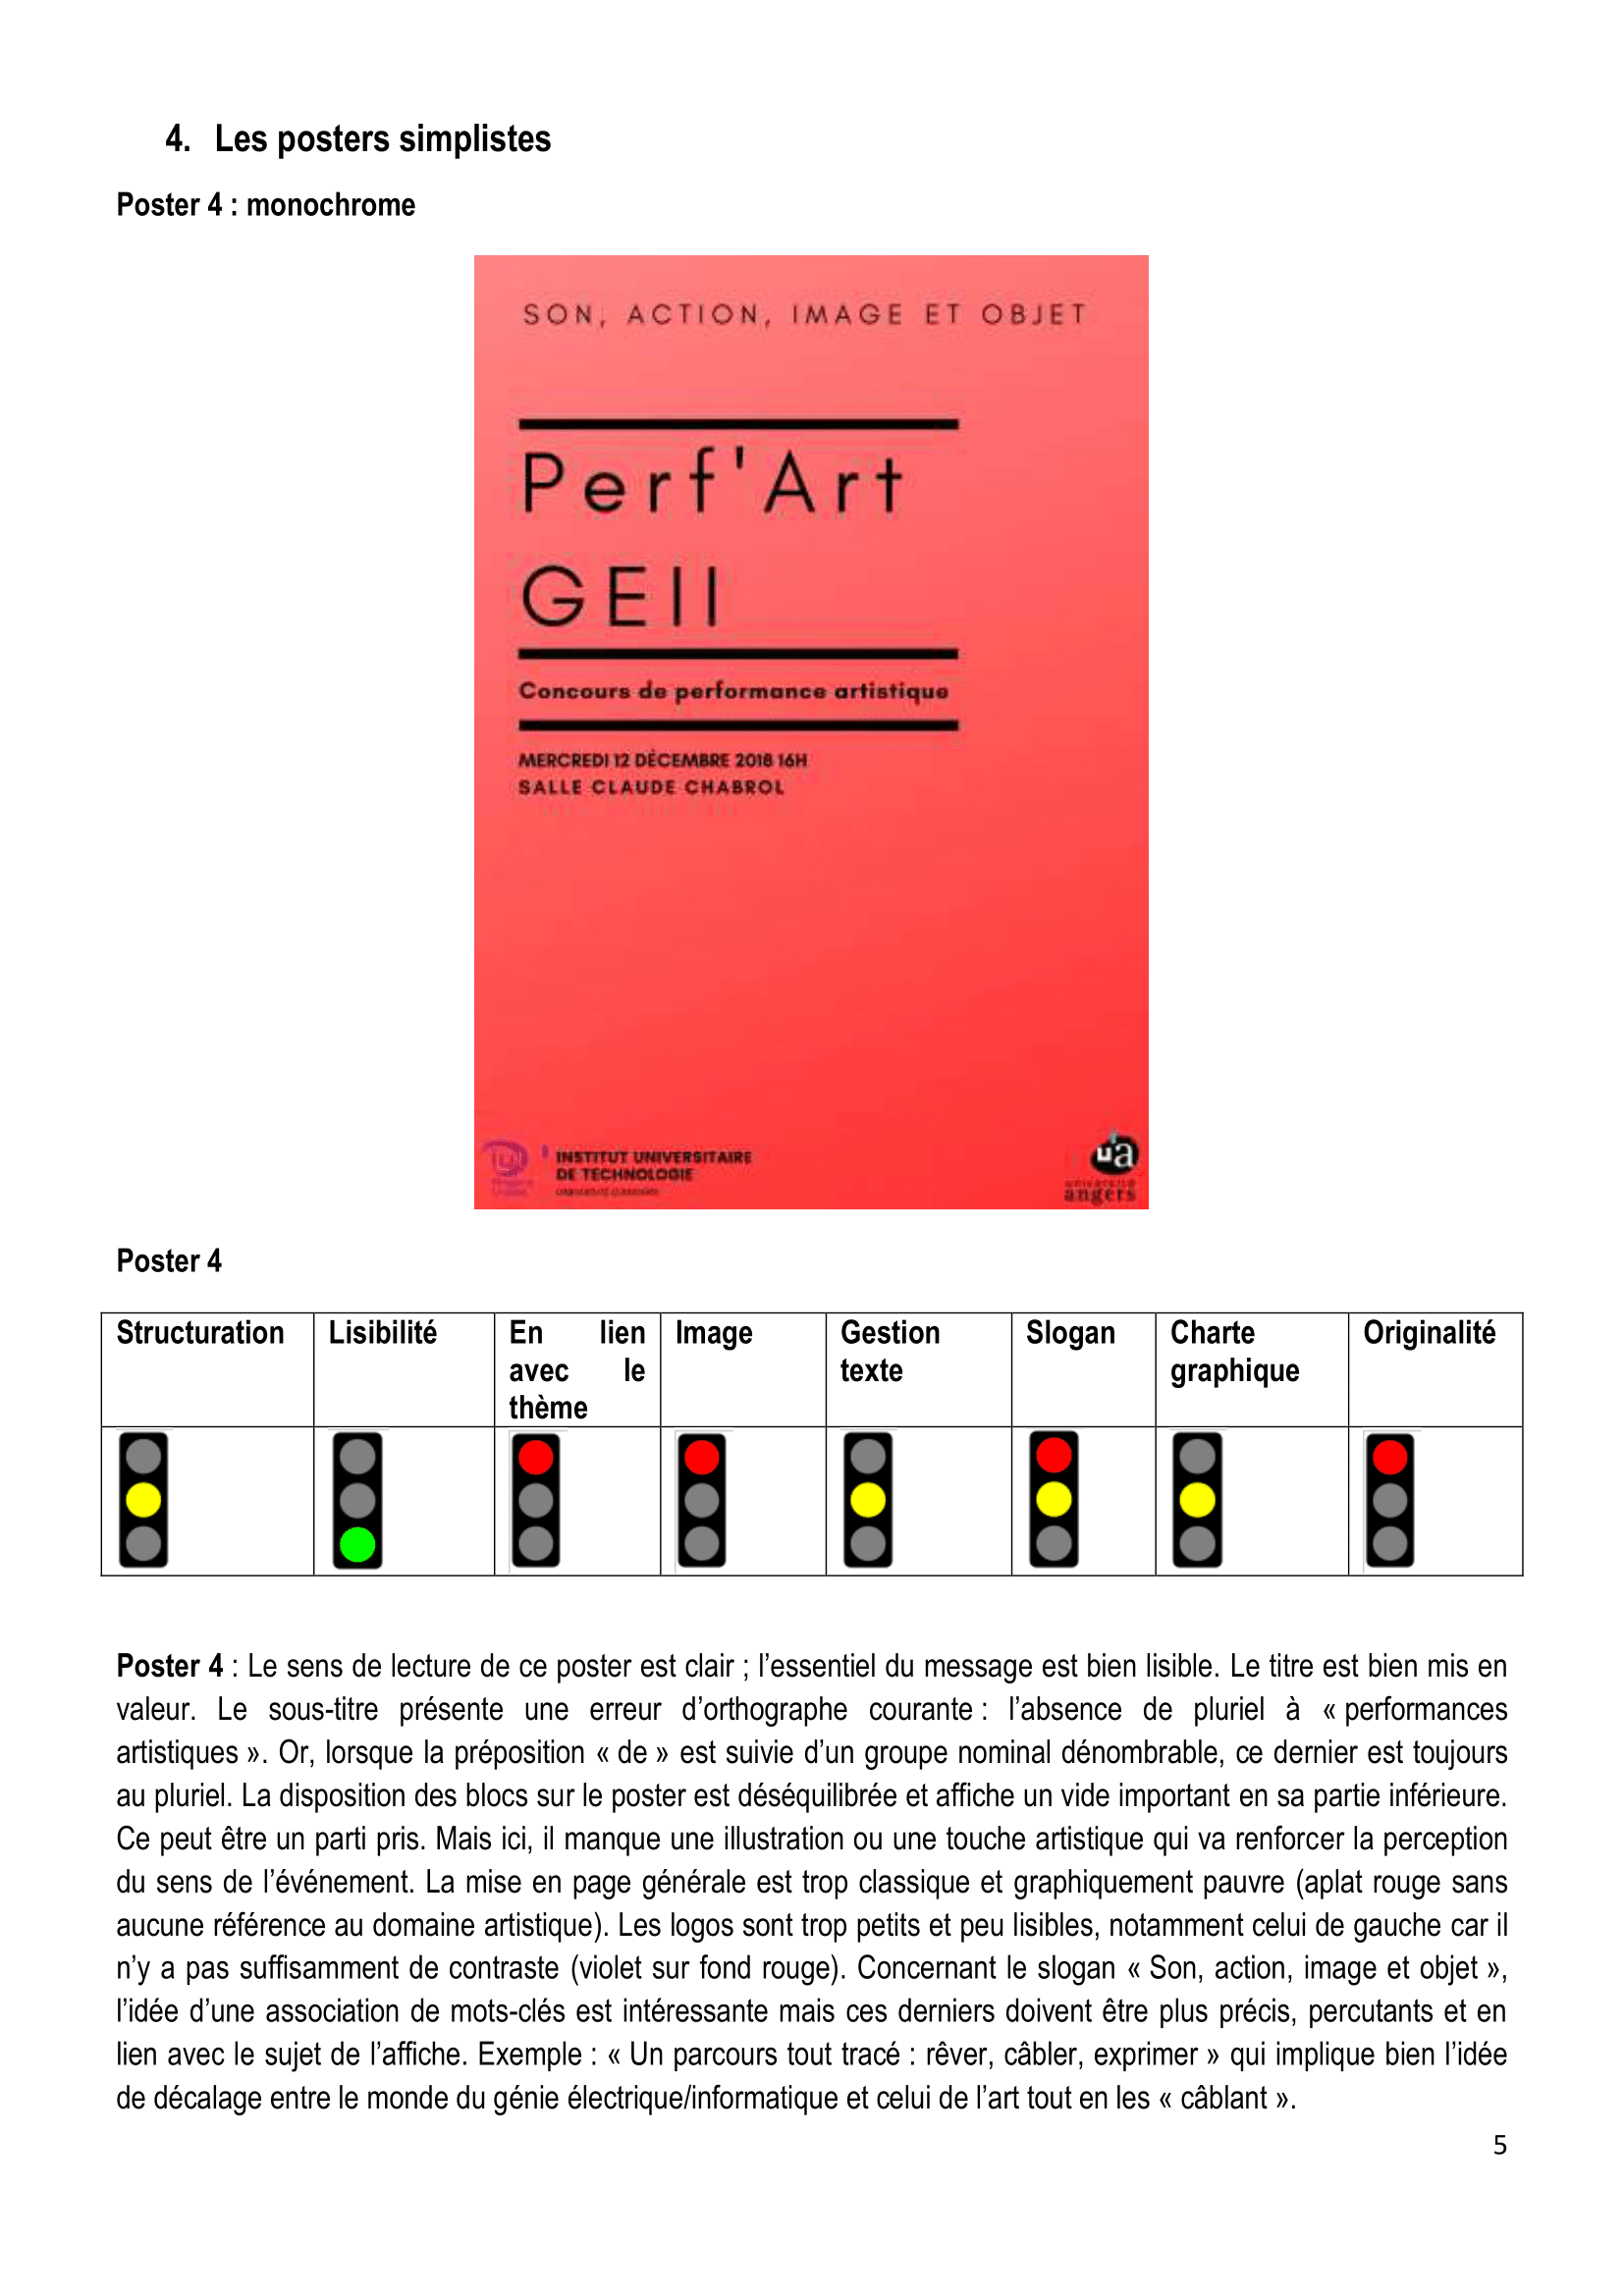 4. Les posters simplistes
Poster 4 : monochrome
SON, ACTION, IMAGE ET OBJET
Perf'Art
GEII
Concours de performance artistique
MERCREDI 12 DÉCEMBRE 2018 16H
SALLE CLAUDE CHABROL
INSTITUT UNIVERSITAIRE
DE TECHNOLOGIE
ua
angers
Poster 4
Structuration Lisibilité En lien avec le thème Image Gestion texte Slogan Charte graphique Originalité
Poster 4 : Le sens de lecture de ce poster est clair ; l’essentiel du message est bien lisible. Le titre est bien mis en
valeur. Le sous-titre présente une erreur d’orthographe courante : l’absence de pluriel à « performances
artistiques ». Or, lorsque la préposition « de » est suivie d’un groupe nominal dénombrable, ce dernier est toujours
au pluriel. La disposition des blocs sur le poster est déséquilibrée et affiche un vide important en sa partie inférieure.
Ce peut être un parti pris. Mais ici, il manque une illustration ou une touche artistique qui va renforcer la perception
du sens de l’événement. La mise en page générale est trop classique et graphiquement pauvre (aplat rouge sans
aucune référence au domaine artistique). Les logos sont trop petits et peu lisibles, notamment celui de gauche car il
n’y a pas suffisamment de contraste (violet sur fond rouge). Concernant le slogan « Son, action, image et objet »,
l’idée d’une association de mots-clés est intéressante mais ces derniers doivent être plus précis, percutants et en
lien avec le sujet de l’affiche. Exemple : « Un parcours tout tracé : rêver, câbler, exprimer » qui implique bien l’idée
de décalage entre le monde du génie électrique/informatique et celui de l’art tout en les « câblant ».
5